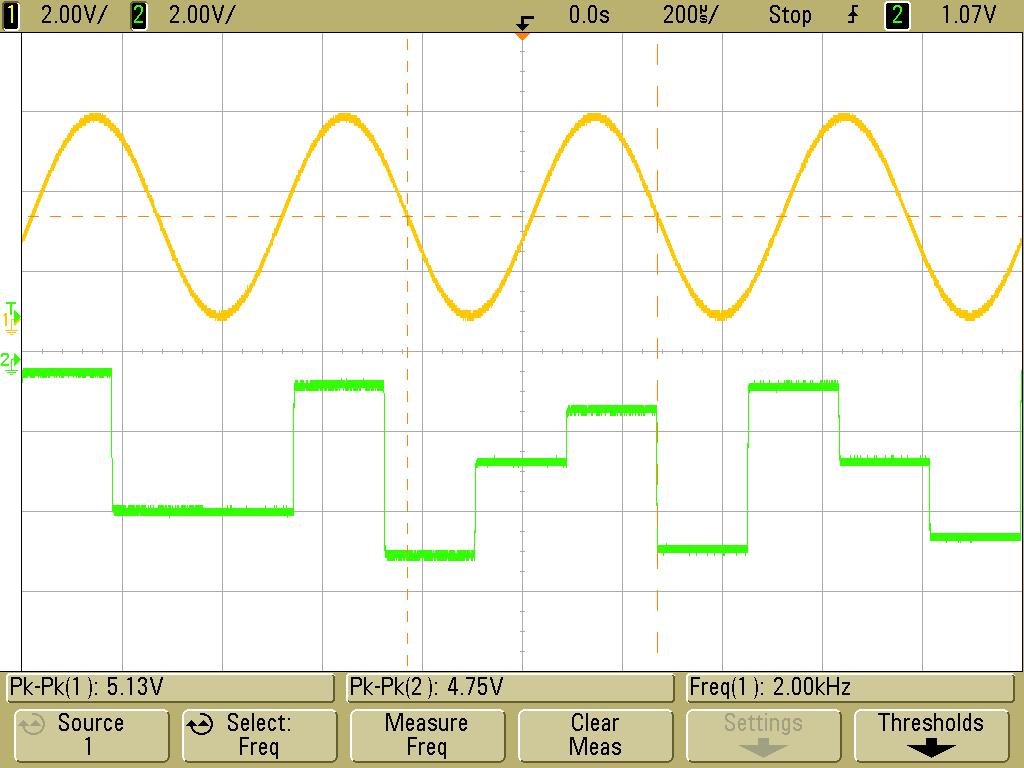 1 2.00V/ 2 2.00V/ 0.0s 200µs/ Stop 2 1.07V
T
1
2
Pk-Pk(1): 5.13V Pk-Pk(2): 4.75V Freq(1): 2.00kHz
Source Select: Measure Clear Settings Thresholds
1 Freq Freq Meas